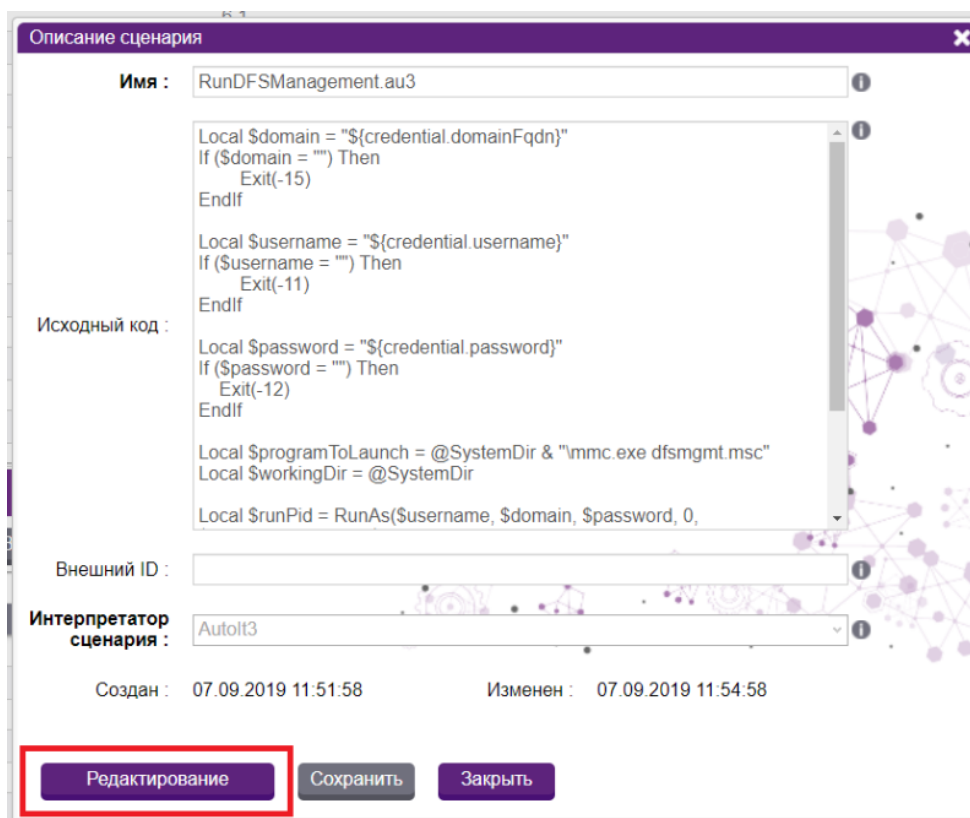 6.1
Описание сценария
Имя :
RunDFSManagement.au3
Исходный код :
Local $domain = "${credential.domainFqdn}"
If ($domain = "") Then
Exit(-15)
EndIf
Local $username = "${credential.username}"
If ($username = "") Then
Exit(-11)
EndIf
Local $password = "${credential.password}"
If ($password = "") Then
Exit(-12)
EndIf
Local $programToLaunch = @SystemDir & "\mmc.exe dfsmgmt.msc"
Local $workingDir = @SystemDir
Local $runPid = RunAs($username, $domain, $password, 0,
Внешний ID :
Интерпретатор
сценария :
AutoIt3
Создан : 07.09.2019 11:51:58 Изменен : 07.09.2019 11:54:58
Редактирование Сохранить Закрыть